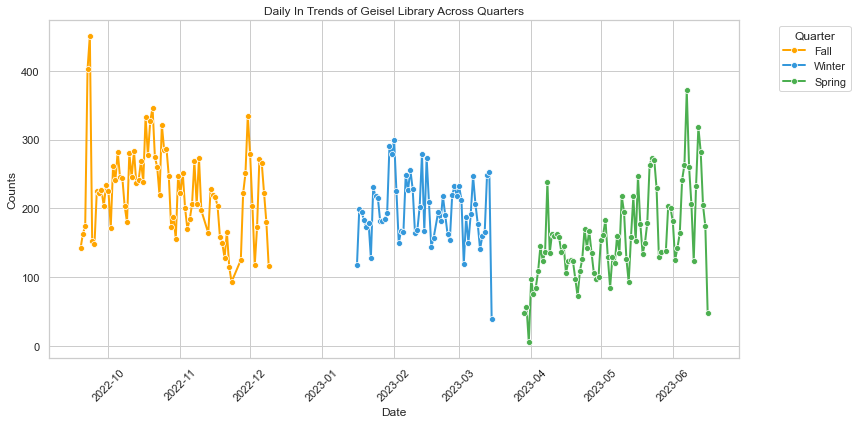 Daily In Trends of Geisel Library Across Quarters
Quarter
Fall
Winter
Spring
Counts
400
300
200
100
0
2022-10
2022-11
2022-12
2023-01
2023-02
2023-03
2023-04
2023-05
2023-06
Date